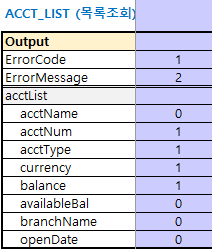 ACCT_LIST (목록조회)
Output
ErrorCode 1
ErrorMessage 2
acctList
acctName 0
acctNum 1
acctType 1
currency 1
balance 1
availableBal 0
branchName 0
openDate 0